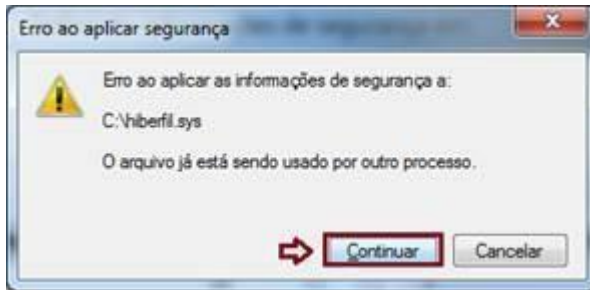 Erro ao aplicar segurança
Erro ao aplicar as informações de segurança a:
C:\hiberfil.sys
O arquivo já está sendo usado por outro processo.
Continuar
Cancelar